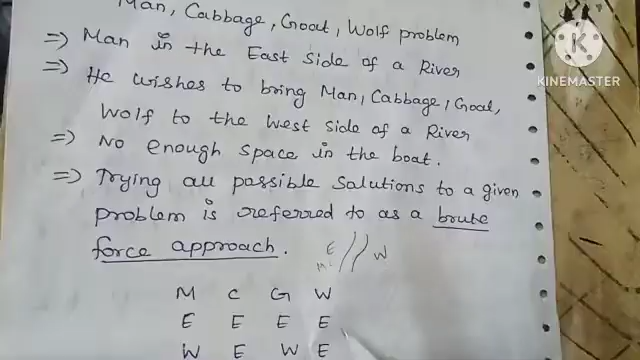 Man, Cabbage, Goat, Wolf problem
⇒ Man in the East side of a River
⇒ He wishes to bring Man, Cabbage, Goat,
Wolf to the West side of a River
⇒ No enough space in the boat.
⇒ Trying all possible solutions to a given
problem is referred to as a brute
force approach.
E // W
M
M C G W
E E E E
W E W E
K
KINEMASTER